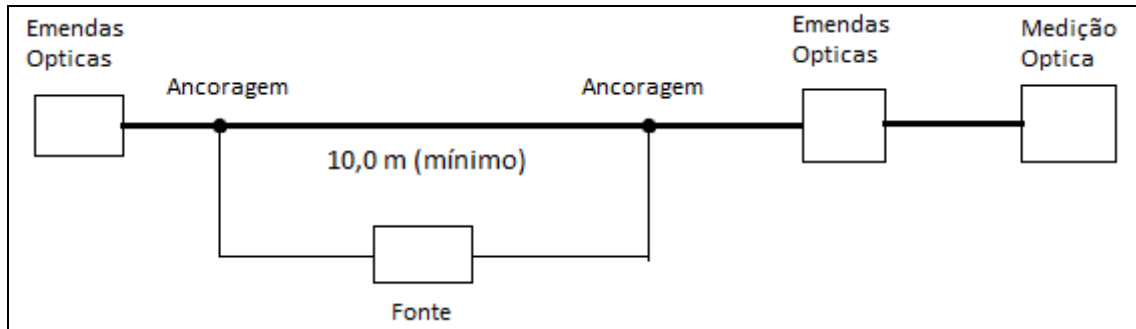 Emendas
Opticas
Ancoragem
Ancoragem
Emendas
Opticas
Medição
Optica
10,0 m (mínimo)
Fonte